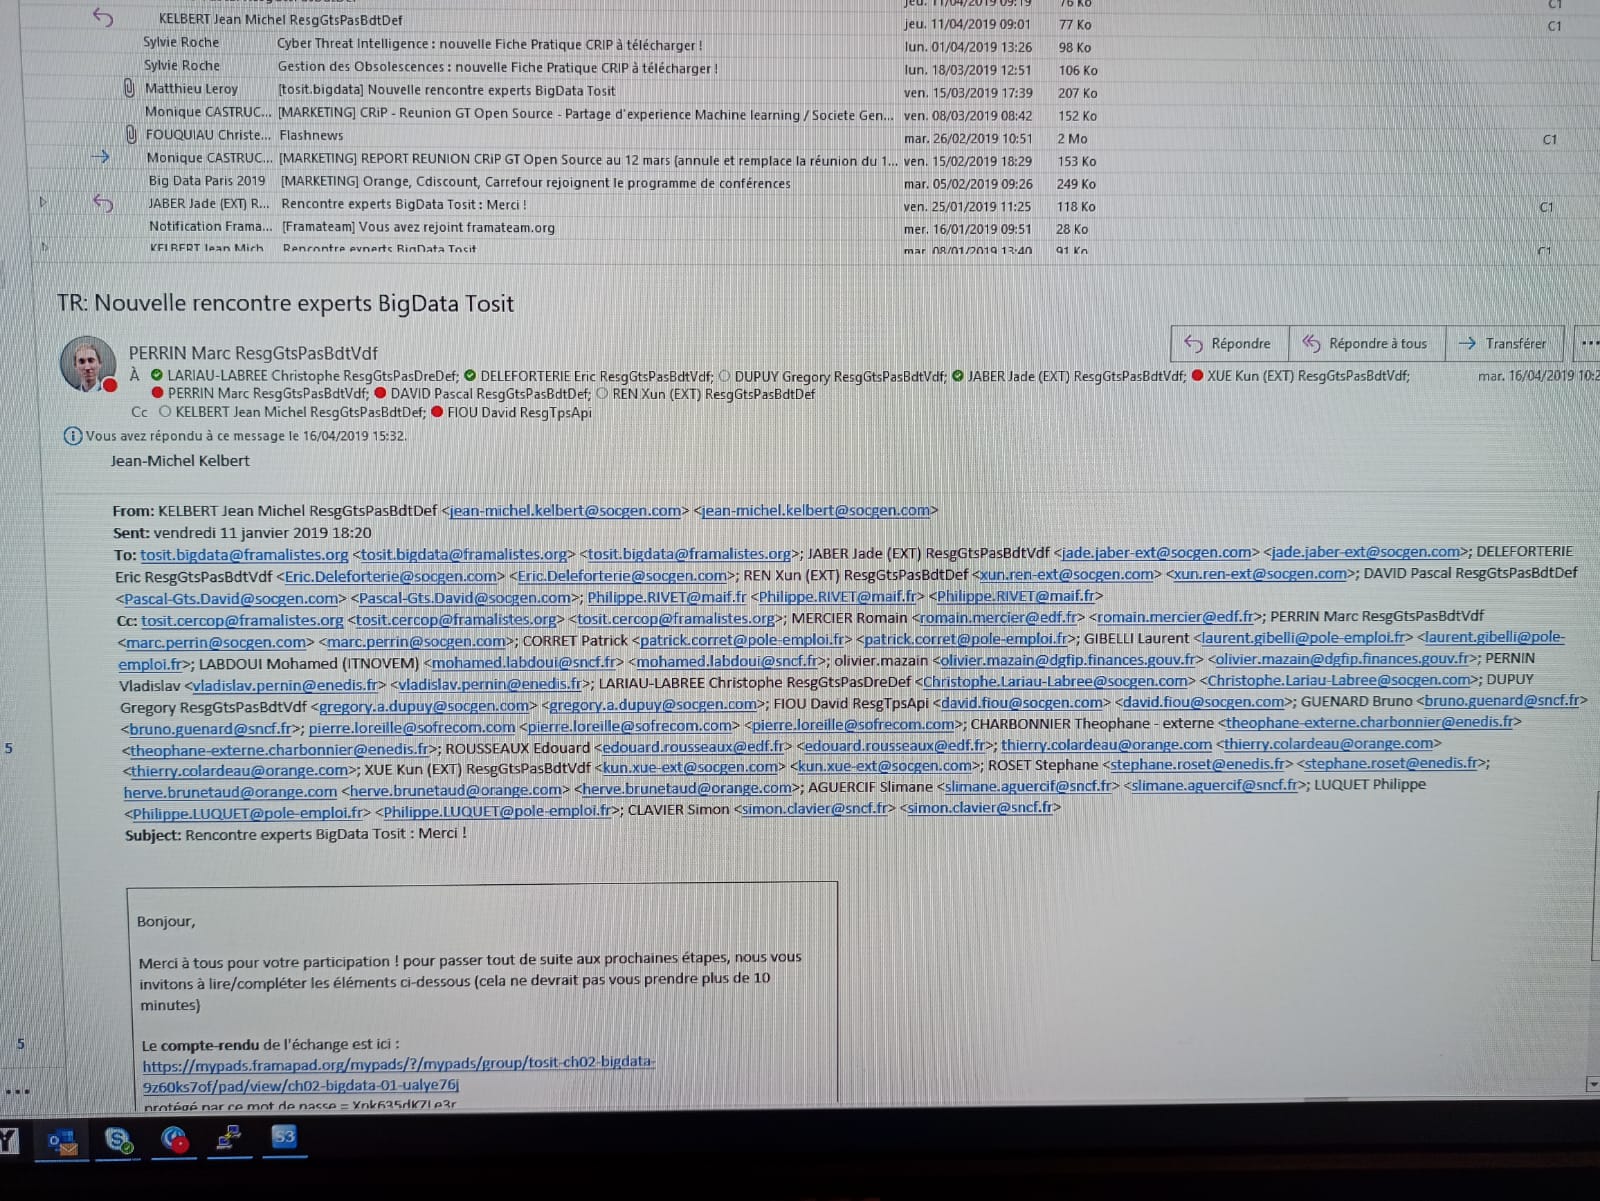 jeu. 11/04/2019 09:19 76 Ko C1
KELBERT Jean Michel ResgGtsPasBdtDef jeu. 11/04/2019 09:01 77 Ko C1
Sylvie Roche Cyber Threat Intelligence : nouvelle Fiche Pratique CRIP à télécharger ! lun. 01/04/2019 13:26 98 Ko
Sylvie Roche Gestion des Obsolescences : nouvelle Fiche Pratique CRIP à télécharger ! lun. 18/03/2019 12:51 106 Ko
Matthieu Leroy [tosit.bigdata] Nouvelle rencontre experts BigData Tosit ven. 15/03/2019 17:39 207 Ko
Monique CASTRUC... [MARKETING] CRiP - Reunion GT Open Source - Partage d'experience Machine learning / Societe Gen... ven. 08/03/2019 08:42 152 Ko
FOUQUIAU Christe... Flashnews mar. 26/02/2019 10:51 2 Mo C1
Monique CASTRUC... [MARKETING] REPORT REUNION CRiP GT Open Source au 12 mars (annule et remplace la réunion du 1... ven. 15/02/2019 18:29 153 Ko
Big Data Paris 2019 [MARKETING] Orange, Cdiscount, Carrefour rejoignent le programme de conférences mar. 05/02/2019 09:26 249 Ko
JABER Jade (EXT) R... Rencontre experts BigData Tosit : Merci ! ven. 25/01/2019 11:25 118 Ko C1
Notification Frama... [Framateam] Vous avez rejoint framateam.org mer. 16/01/2019 09:51 28 Ko
KELBERT Jean Mich Rencontre experts BigData Tosit mar. 08/01/2019 13:40 91 Ko C1
TR: Nouvelle rencontre experts BigData Tosit
PERRIN Marc ResgGtsPasBdtVdf
Répondre Répondre à tous Transférer ...
À LARIAU-LABREE Christophe ResgGtsPasDreDef; DELEFORTERIE Eric ResgGtsPasBdtVdf; DUPUY Gregory ResgGtsPasBdtVdf; JABER Jade (EXT) ResgGtsPasBdtVdf; XUE Kun (EXT) ResgGtsPasBdtVdf; mar. 16/04/2019 10:2
PERRIN Marc ResgGtsPasBdtVdf; DAVID Pascal ResgGtsPasBdtDef; REN Xun (EXT) ResgGtsPasBdtDef
Cc KELBERT Jean Michel ResgGtsPasBdtDef; FIOU David ResgTpsApi
Vous avez répondu à ce message le 16/04/2019 15:32.
Jean-Michel Kelbert
From: KELBERT Jean Michel ResgGtsPasBdtDef <jean-michel.kelbert@socgen.com> <jean-michel.kelbert@socgen.com>
Sent: vendredi 11 janvier 2019 18:20
To: tosit.bigdata@framalistes.org <tosit.bigdata@framalistes.org> <tosit.bigdata@framalistes.org>; JABER Jade (EXT) ResgGtsPasBdtVdf <jade.jaber-ext@socgen.com> <jade.jaber-ext@socgen.com>; DELEFORTERIE
Eric ResgGtsPasBdtVdf <Eric.Deleforterie@socgen.com> <Eric.Deleforterie@socgen.com>; REN Xun (EXT) ResgGtsPasBdtDef <xun.ren-ext@socgen.com> <xun.ren-ext@socgen.com>; DAVID Pascal ResgGtsPasBdtDef
<Pascal-Gts.David@socgen.com> <Pascal-Gts.David@socgen.com>; Philippe.RIVET@maif.fr <Philippe.RIVET@maif.fr> <Philippe.RIVET@maif.fr>
Cc: tosit.cercop@framalistes.org <tosit.cercop@framalistes.org> <tosit.cercop@framalistes.org>; MERCIER Romain <romain.mercier@edf.fr> <romain.mercier@edf.fr>; PERRIN Marc ResgGtsPasBdtVdf
<marc.perrin@socgen.com> <marc.perrin@socgen.com>; CORRET Patrick <patrick.corret@pole-emploi.fr> <patrick.corret@pole-emploi.fr>; GIBELLI Laurent <laurent.gibelli@pole-emploi.fr> <laurent.gibelli@pole-
emploi.fr>; LABDOUI Mohamed (ITNOVEM) <mohamed.labdoui@sncf.fr> <mohamed.labdoui@sncf.fr>; olivier.mazain <olivier.mazain@dgfip.finances.gouv.fr> <olivier.mazain@dgfip.finances.gouv.fr>; PERNIN
Vladislav <vladislav.pernin@enedis.fr> <vladislav.pernin@enedis.fr>; LARIAU-LABREE Christophe ResgGtsPasDreDef <Christophe.Lariau-Labree@socgen.com> <Christophe.Lariau-Labree@socgen.com>; DUPUY
Gregory ResgGtsPasBdtVdf <gregory.a.dupuy@socgen.com> <gregory.a.dupuy@socgen.com>; FIOU David ResgTpsApi <david.fiou@socgen.com> <david.fiou@socgen.com>; GUENARD Bruno <bruno.guenard@sncf.fr>
<bruno.guenard@sncf.fr>; pierre.loreille@sofrecom.com <pierre.loreille@sofrecom.com> <pierre.loreille@sofrecom.com>; CHARBONNIER Theophane - externe <theophane-externe.charbonnier@enedis.fr>
<theophane-externe.charbonnier@enedis.fr>; ROUSSEAUX Edouard <edouard.rousseaux@edf.fr> <edouard.rousseaux@edf.fr>; thierry.colardeau@orange.com <thierry.colardeau@orange.com>
<thierry.colardeau@orange.com>; XUE Kun (EXT) ResgGtsPasBdtVdf <kun.xue-ext@socgen.com> <kun.xue-ext@socgen.com>; ROSET Stephane <stephane.roset@enedis.fr> <stephane.roset@enedis.fr>;
herve.brunetaud@orange.com <herve.brunetaud@orange.com> <herve.brunetaud@orange.com>; AGUERCIF Slimane <slimane.aguercif@sncf.fr> <slimane.aguercif@sncf.fr>; LUQUET Philippe
<Philippe.LUQUET@pole-emploi.fr> <Philippe.LUQUET@pole-emploi.fr>; CLAVIER Simon <simon.clavier@sncf.fr> <simon.clavier@sncf.fr>
Subject: Rencontre experts BigData Tosit : Merci !
5
Bonjour,
Merci à tous pour votre participation ! pour passer tout de suite aux prochaines étapes, nous vous
invitons à lire/compléter les éléments ci-dessous (cela ne devrait pas vous prendre plus de 10
minutes)
5
Le compte-rendu de l'échange est ici :
https://mypads.framapad.org/mypads/?/mypads/group/tosit-ch02-bigdata-
9z60ks7of/pad/view/ch02-bigdata-01-ualye76j
protégé par ce mot de passe =
...
Y S3